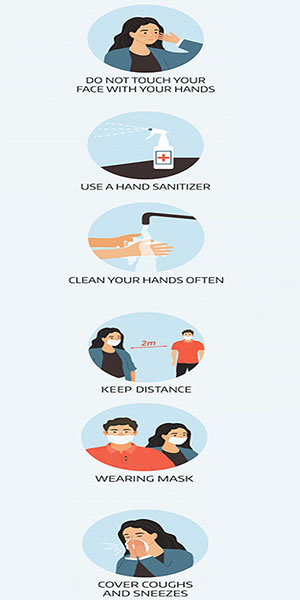 DO NOT TOUCH YOUR
FACE WITH YOUR HANDS
USE A HAND SANITIZER
CLEAN YOUR HANDS OFTEN
2m
KEEP DISTANCE
WEARING MASK
COVER COUGHS
AND SNEEZES